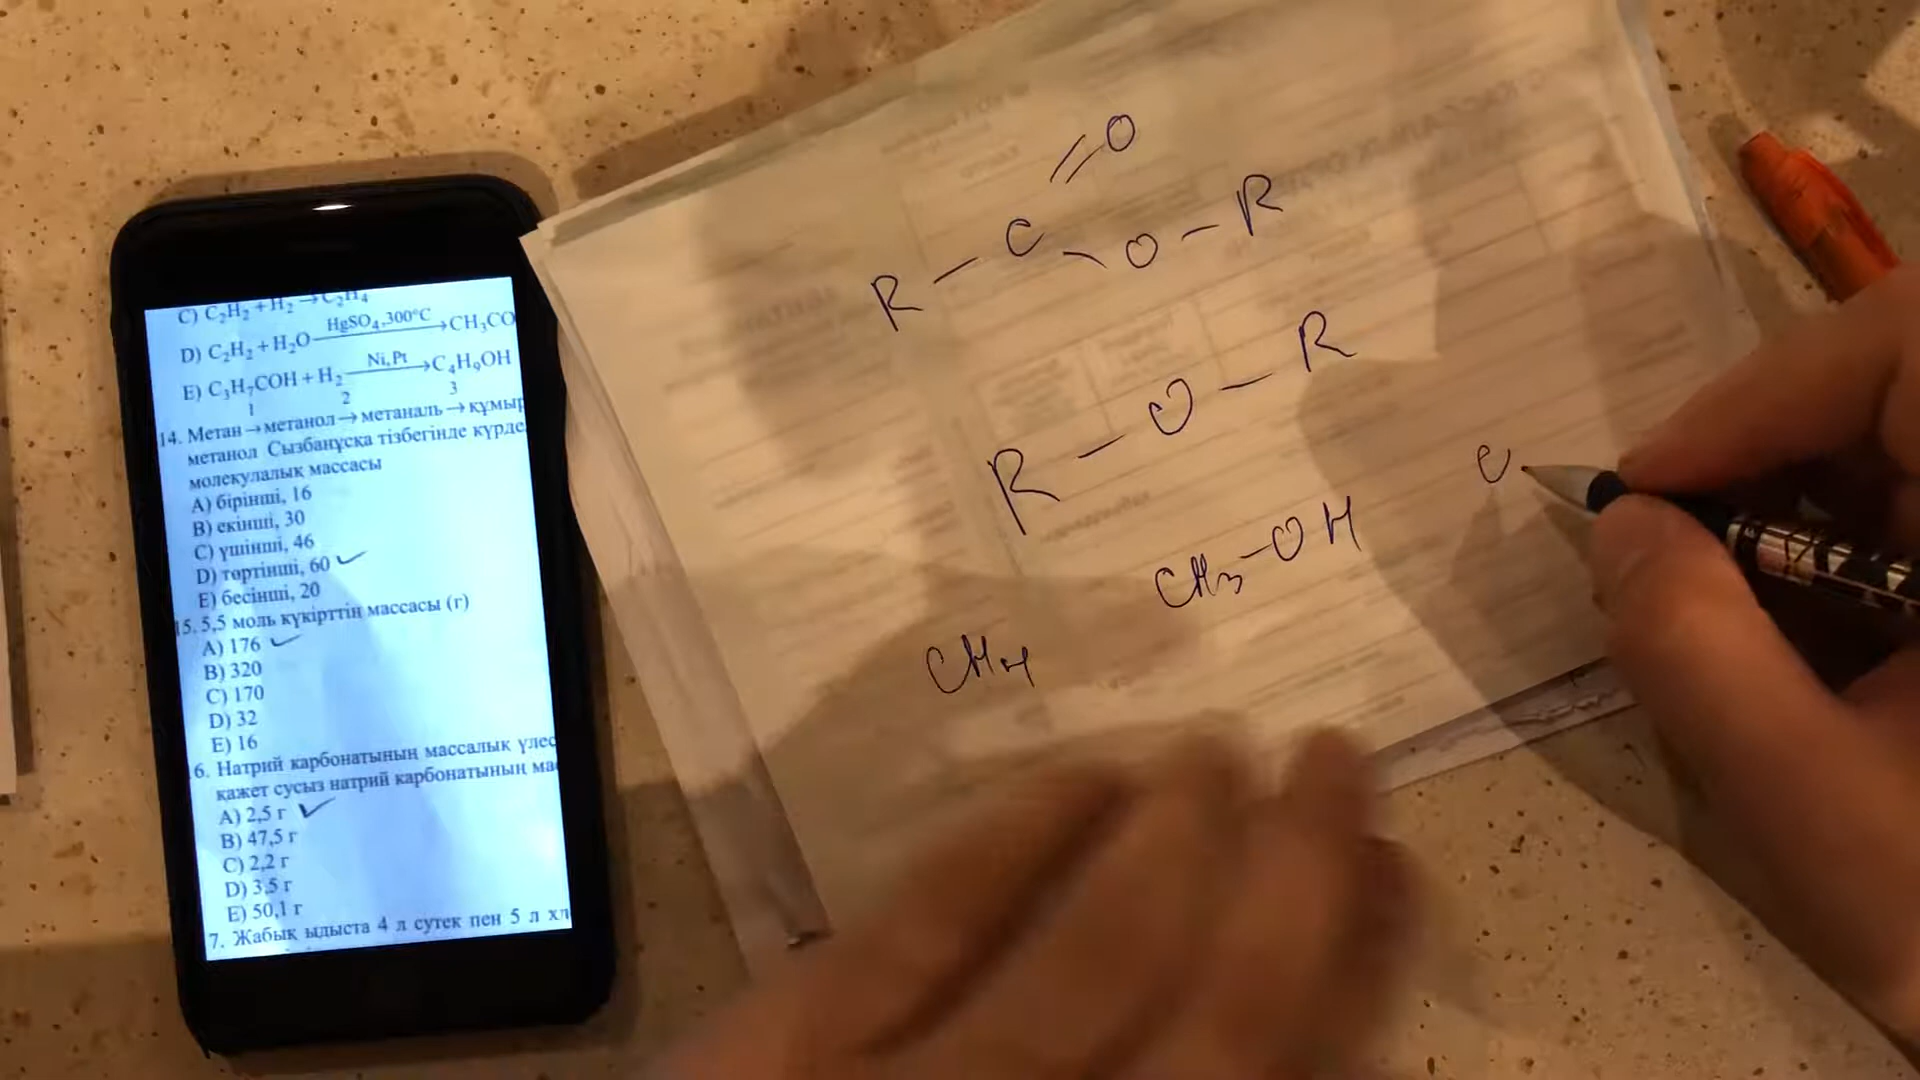 C) C₂H₂ + H₂ → C₂H₄
D) C₂H₂ + H₂O HgSO₄, 300°C → CH₃CO
E) C₃H₇COH + H₂ Ni, Pt → C₄H₉OH
1 2 3
14. Метан → метанол → метаналь → құмыр
метанол Сызбанұсқа тізбегінде күрде
молекулалық массасы
A) бірінші, 16
B) екінші, 30
C) үшінші, 46
D) төртінші, 60 ✓
E) бесінші, 20
15. 5,5 моль күкірттің массасы (г)
A) 176 ✓
B) 320
C) 170
D) 32
E) 16
6. Натрий карбонатының массалық үлес
қажет сусыз натрий карбонатының ма
A) 2,5 г ✓
B) 47,5 г
C) 2,2 г
D) 3,5 г
E) 50,1 г
7. Жабық ыдыста 4 л сутек пен 5 л хл
O
R – C – O – R
R – O – R
CH₃–OH
C
CH₄